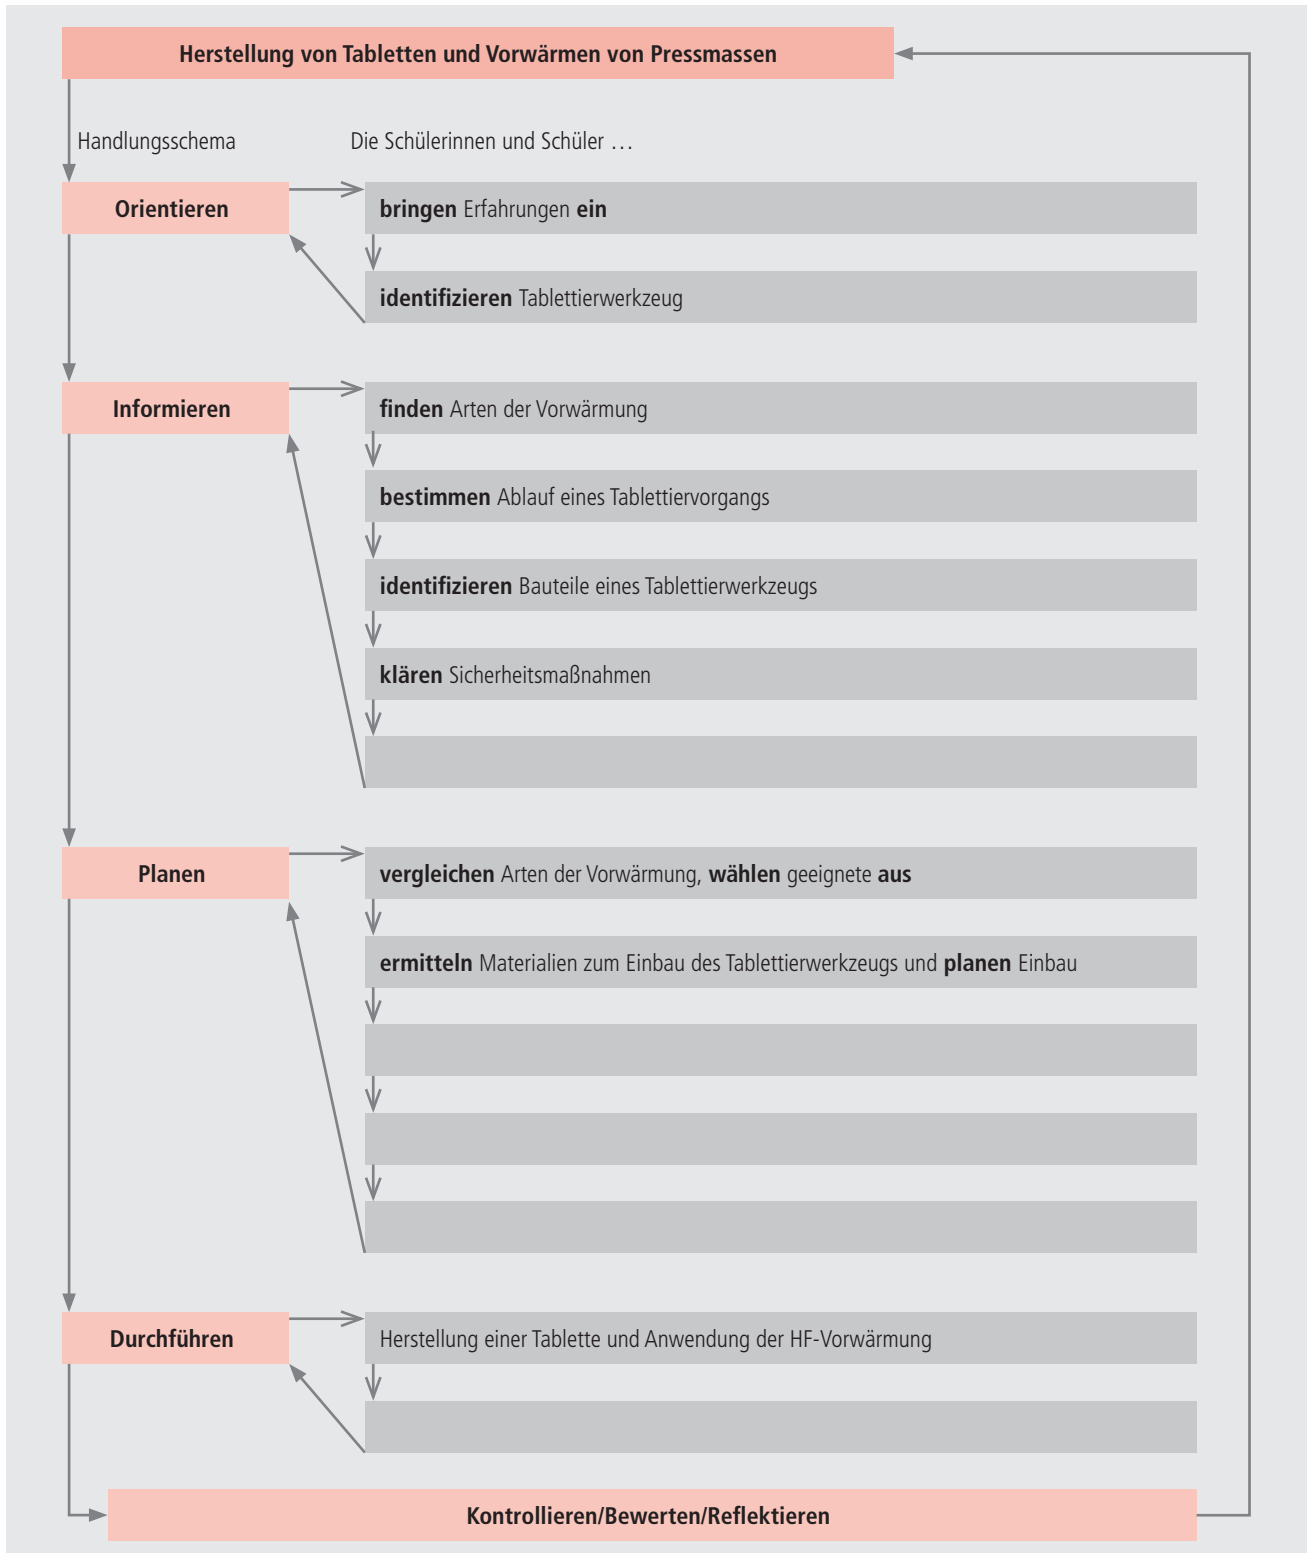 Herstellung von Tabletten und Vorwärmen von Pressmassen
Handlungsschema
Die Schülerinnen und Schüler …
Orientieren
bringen Erfahrungen ein
identifizieren Tablettierwerkzeug
Informieren
finden Arten der Vorwärmung
bestimmen Ablauf eines Tablettiervorgangs
identifizieren Bauteile eines Tablettierwerkzeugs
klären Sicherheitsmaßnahmen
Planen
vergleichen Arten der Vorwärmung, wählen geeignete aus
ermitteln Materialien zum Einbau des Tablettierwerkzeugs und planen Einbau
Durchführen
Herstellung einer Tablette und Anwendung der HF-Vorwärmung
Kontrollieren/Bewerten/Reflektieren